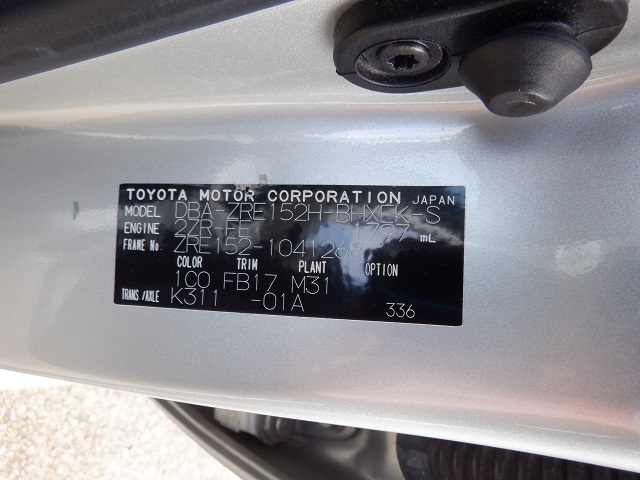 TOYOTA MOTOR CORPORATION JAPAN
MODEL DBA-ZRE152H-BHXEK-S
ENGINE 2ZR-FE 1797 mL
FRAME No ZRE152-1041268
COLOR TRIM PLANT OPTION
1C0 FB17 M31
TRANS/AXLE K311 -01A 336